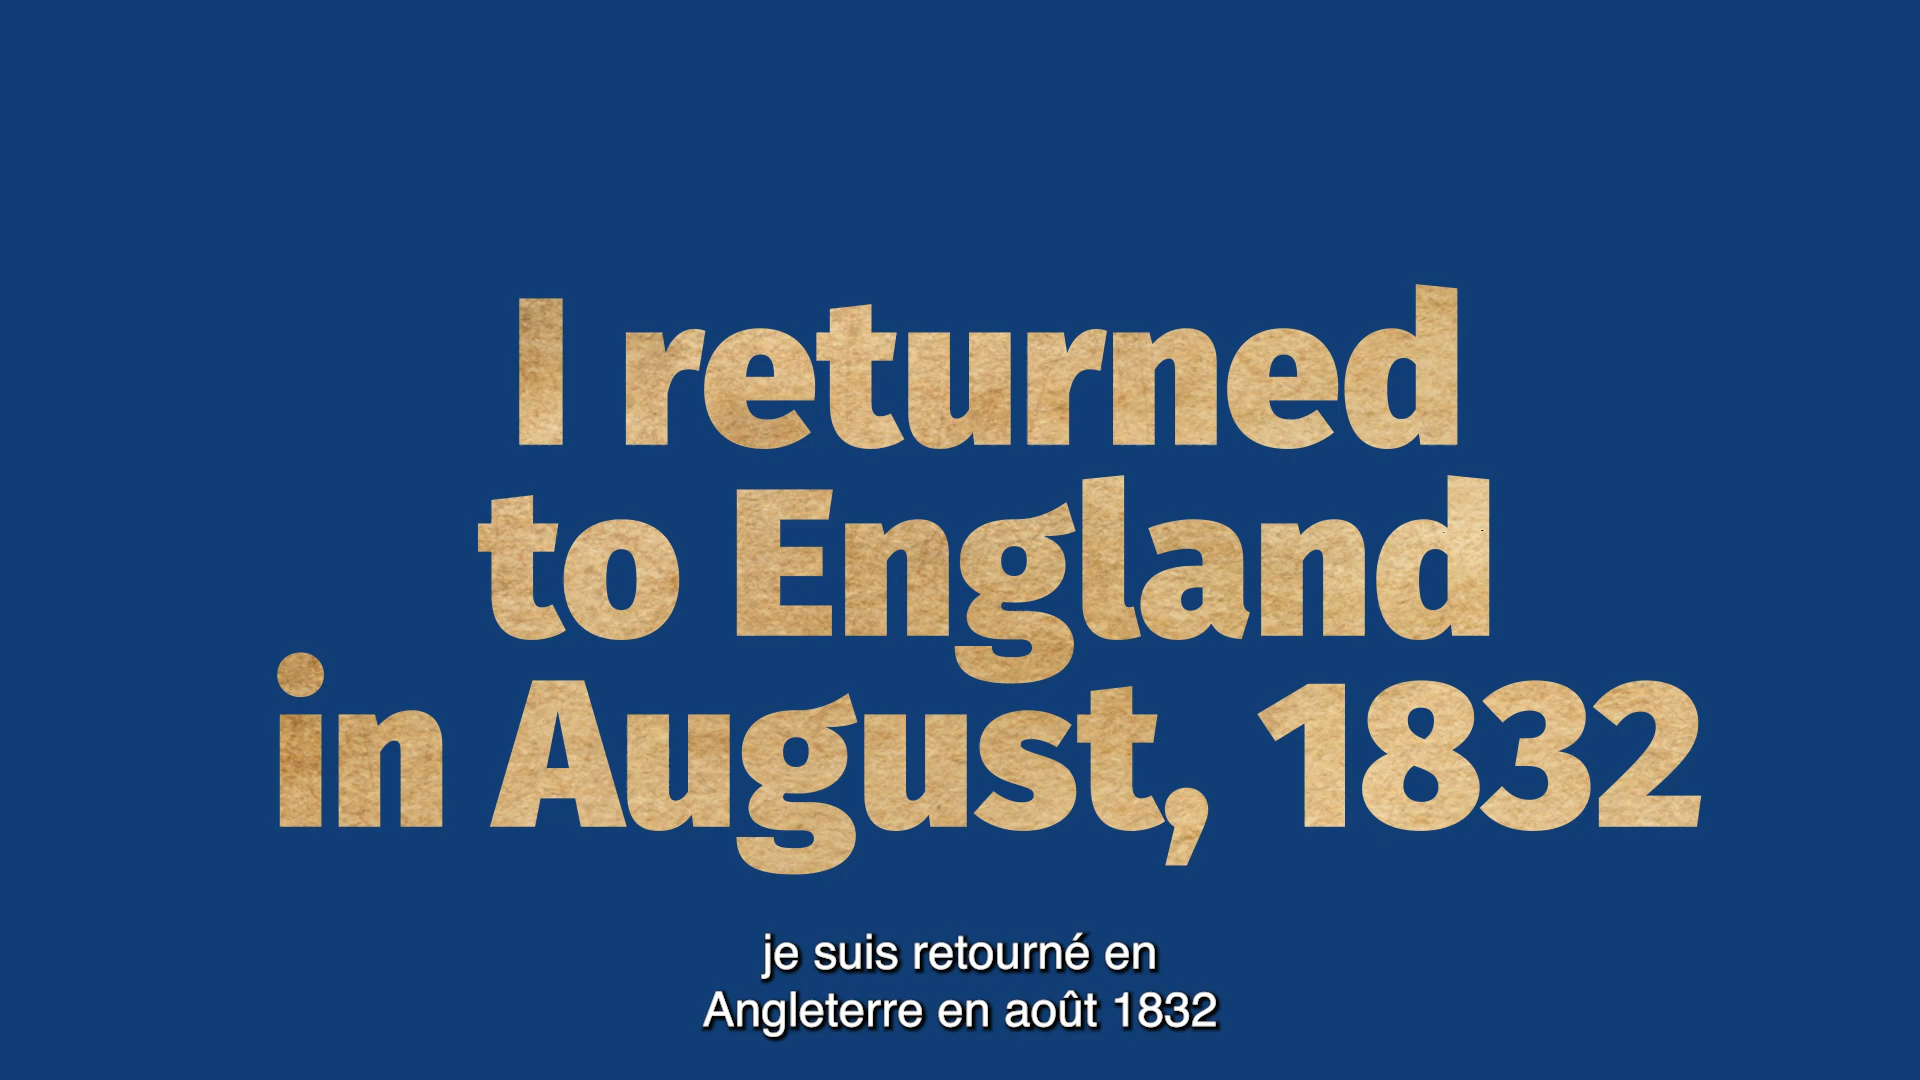 I returned
to England
in August, 1832
je suis retourné en
Angleterre en août 1832